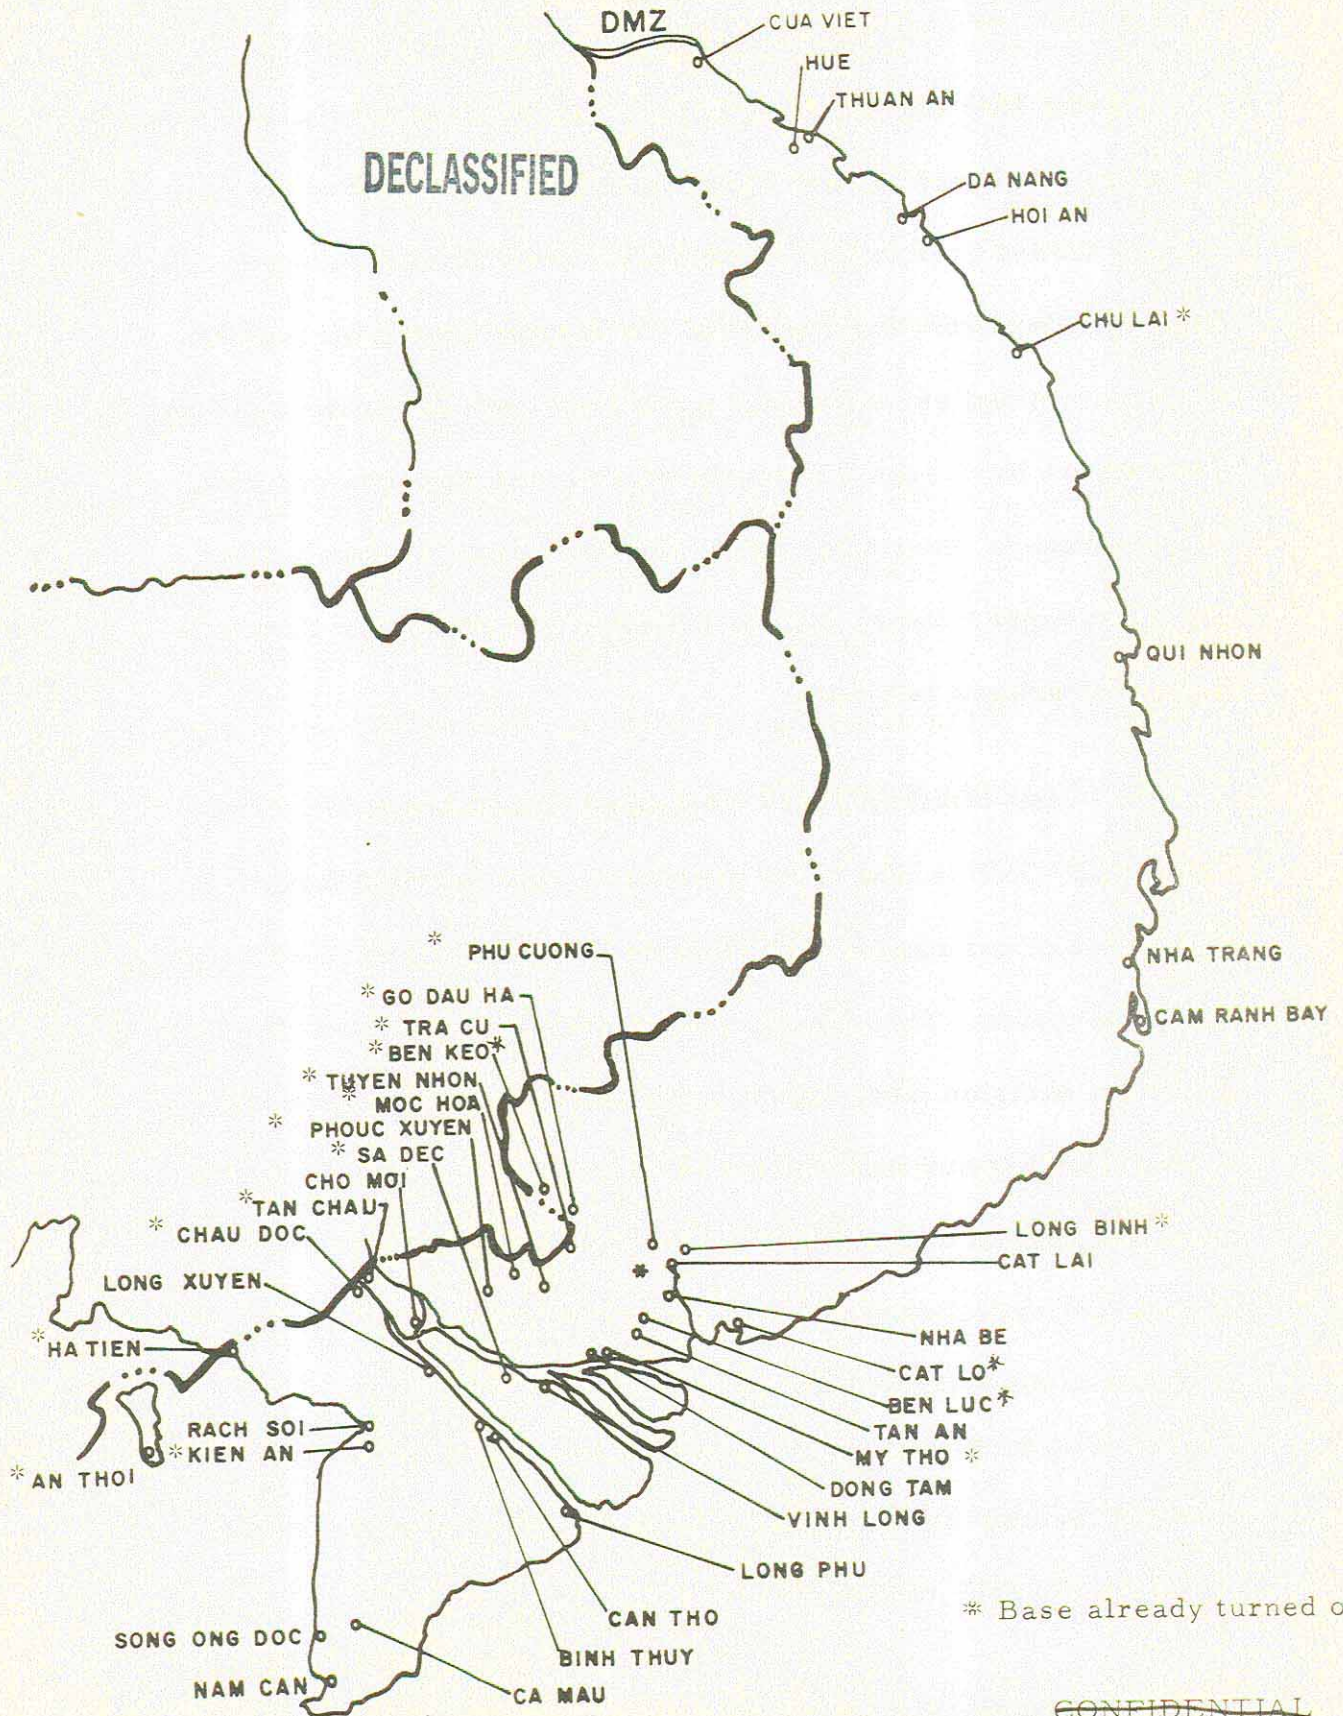 DMZ
CUA VIET
HUE
THUAN AN
DECLASSIFIED
DA NANG
HOI AN
CHU LAI *
QUI NHON
NHA TRANG
CAM RANH BAY
* PHU CUONG
* GO DAU HA
* TRA CU
* BEN KEO*
* TUYEN NHON
* MOC HOA
* PHOUC XUYEN
* SA DEC
CHO MOI
* TAN CHAU
* CHAU DOC
LONG XUYEN
* HA TIEN
RACH SOI
* KIEN AN
* AN THOI
*
LONG BINH *
CAT LAI
NHA BE
CAT LO*
BEN LUC*
TAN AN
MY THO *
DONG TAM
VINH LONG
LONG PHU
CAN THO
BINH THUY
CA MAU
SONG ONG DOC
NAM CAN
* Base already turned o
CONFIDENTIAL